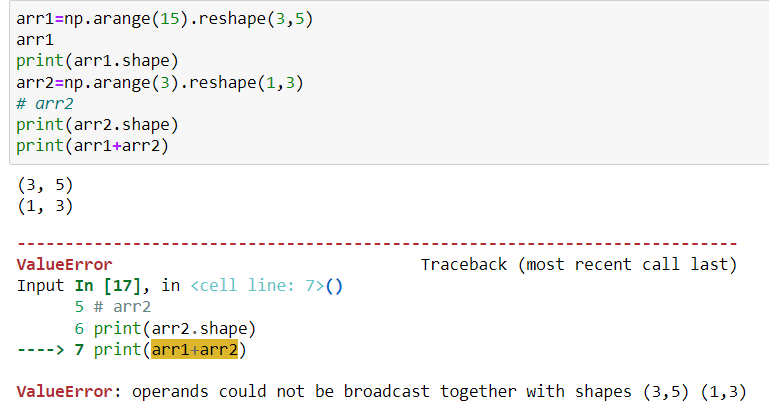 arr1=np.arange(15).reshape(3,5)
arr1
print(arr1.shape)
arr2=np.arange(3).reshape(1,3)
# arr2
print(arr2.shape)
print(arr1+arr2)
(3, 5)
(1, 3)
---------------------------------------------------------------------------
ValueError                                Traceback (most recent call last)
Input In [17], in <cell line: 7>()
      5 # arr2
      6 print(arr2.shape)
----> 7 print(arr1+arr2)
ValueError: operands could not be broadcast together with shapes (3,5) (1,3)